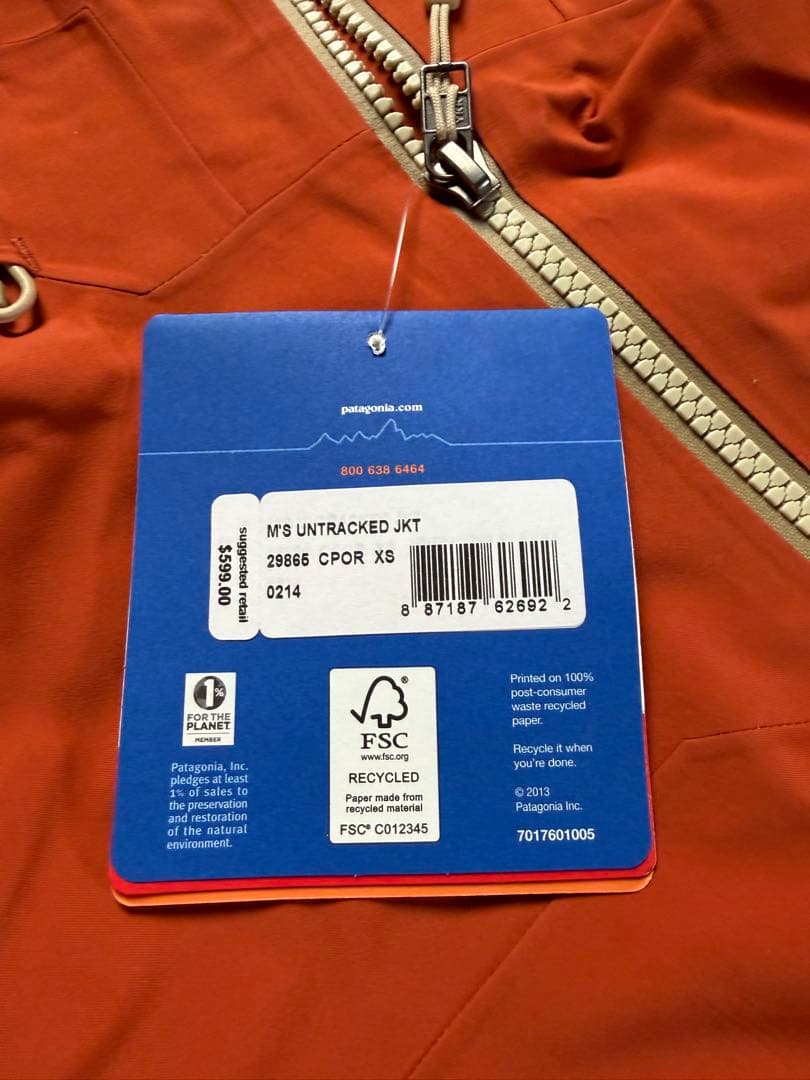 patagonia.com
800 638 6464
suggested retail
$599.00
M'S UNTRACKED JKT
29865 CPOR XS
0214
8 87187 62692 2
1%
FOR THE
PLANET
MEMBER
Patagonia, Inc.
pledges at least
1% of sales to
the preservation
and restoration
of the natural
environment.
FSC®
www.fsc.org
RECYCLED
Paper made from
recycled material
FSC® C012345
Printed on 100%
post-consumer
waste recycled
paper.
Recycle it when
you're done.
© 2013
Patagonia Inc.
7017601005